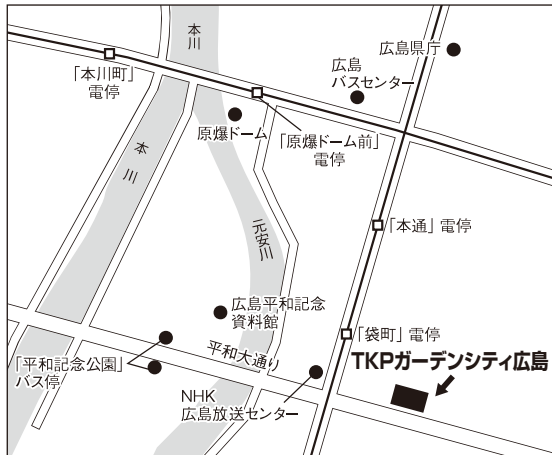 本川
広島県庁
広島
バスセンター
「本川町」
電停
原爆ドーム
「原爆ドーム前」
電停
本川
元安川
「本通」電停
広島平和記念
資料館
「袋町」電停
平和大通り
TKPガーデンシティ広島
「平和記念公園」
バス停
NHK
広島放送センター